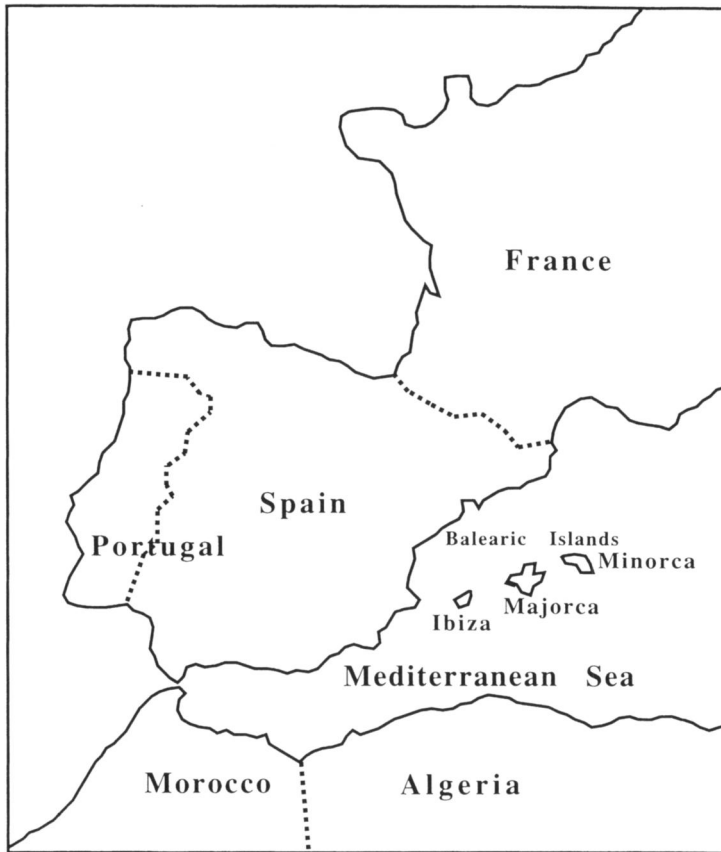 France
Spain
Portugal
Balearic Islands
Minorca
Majorca
Ibiza
Mediterranean Sea
Morocco
Algeria